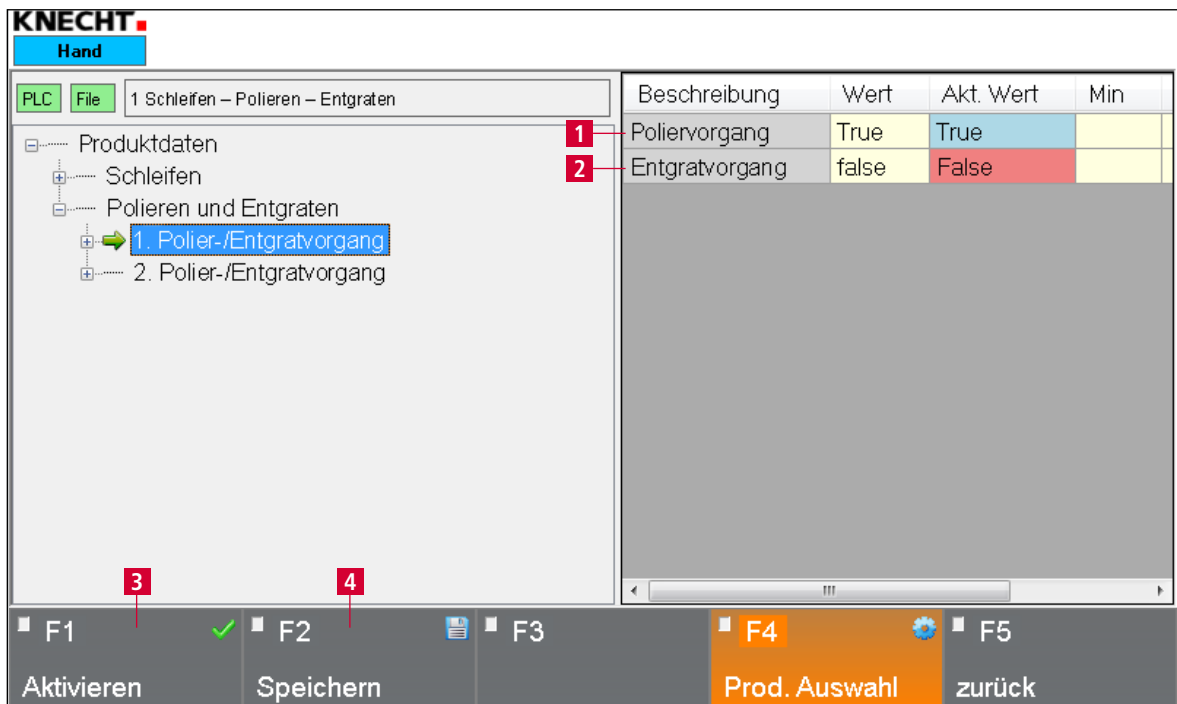 KNECHT
Hand
PLC File 1 Schleifen – Polieren – Entgraten
Produktdaten
Schleifen
Polieren und Entgraten
1. Polier-/Entgratvorgang
2. Polier-/Entgratvorgang
Beschreibung Wert Akt. Wert Min
1 Poliervorgang True True
2 Entgratvorgang false False
3 4
F1 F2 F3 F4 F5
Aktivieren Speichern Prod. Auswahl zurück